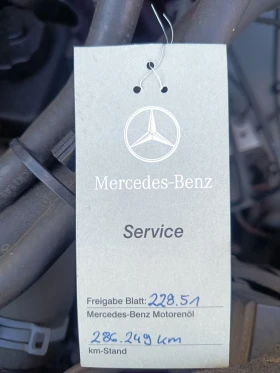 Mercedes-Benz
Service
Freigabe Blatt: 228.51
Mercedes-Benz Motorenöl
286.249 km
km-Stand